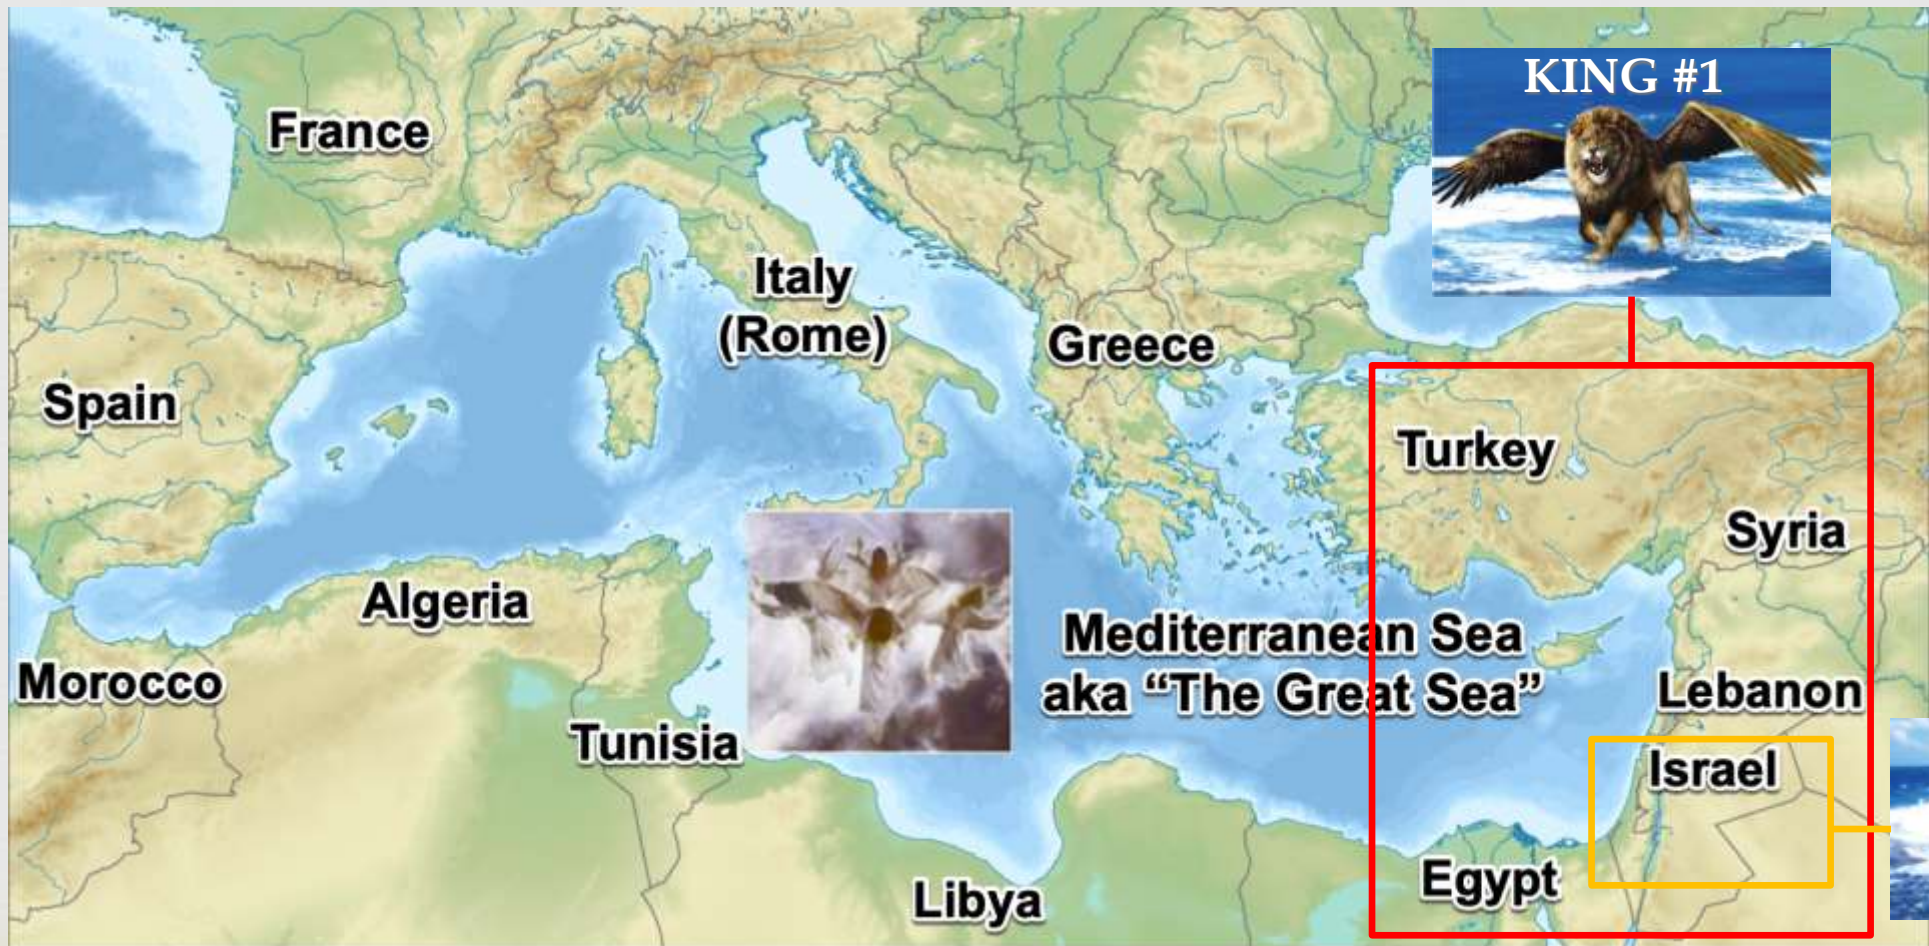 KING #1
France
Italy
(Rome)
Greece
Spain
Turkey
Syria
Algeria
Mediterranean Sea
aka “The Great Sea”
Morocco
Lebanon
Tunisia
Israel
Egypt
Libya